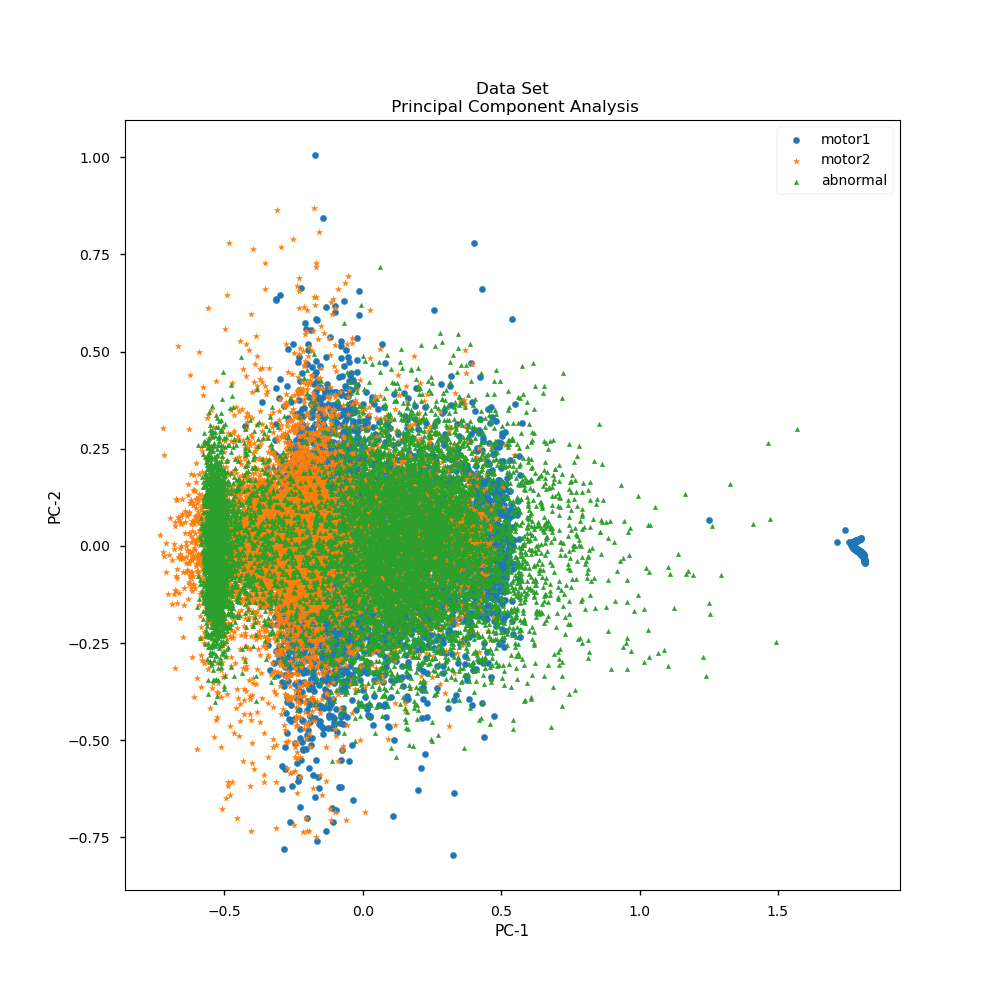 Data Set
Principal Component Analysis
motor1
motor2
abnormal
1.00
0.75
0.50
0.25
0.00
−0.25
−0.50
−0.75
PC-2
−0.5
0.0
0.5
1.0
1.5
PC-1